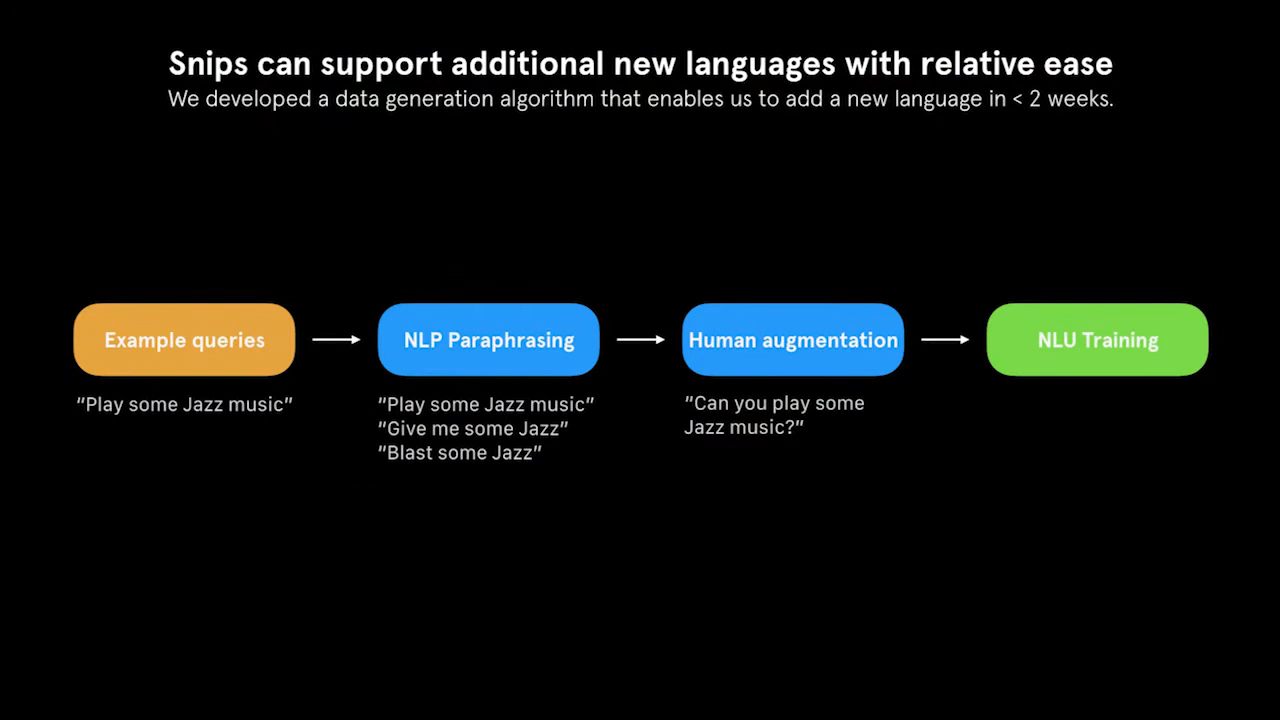 Snips can support additional new languages with relative ease
We developed a data generation algorithm that enables us to add a new language in < 2 weeks.
Example queries
NLP Paraphrasing
Human augmentation
NLU Training
"Play some Jazz music"
"Play some Jazz music"
"Give me some Jazz"
"Blast some Jazz"
"Can you play some
Jazz music?"